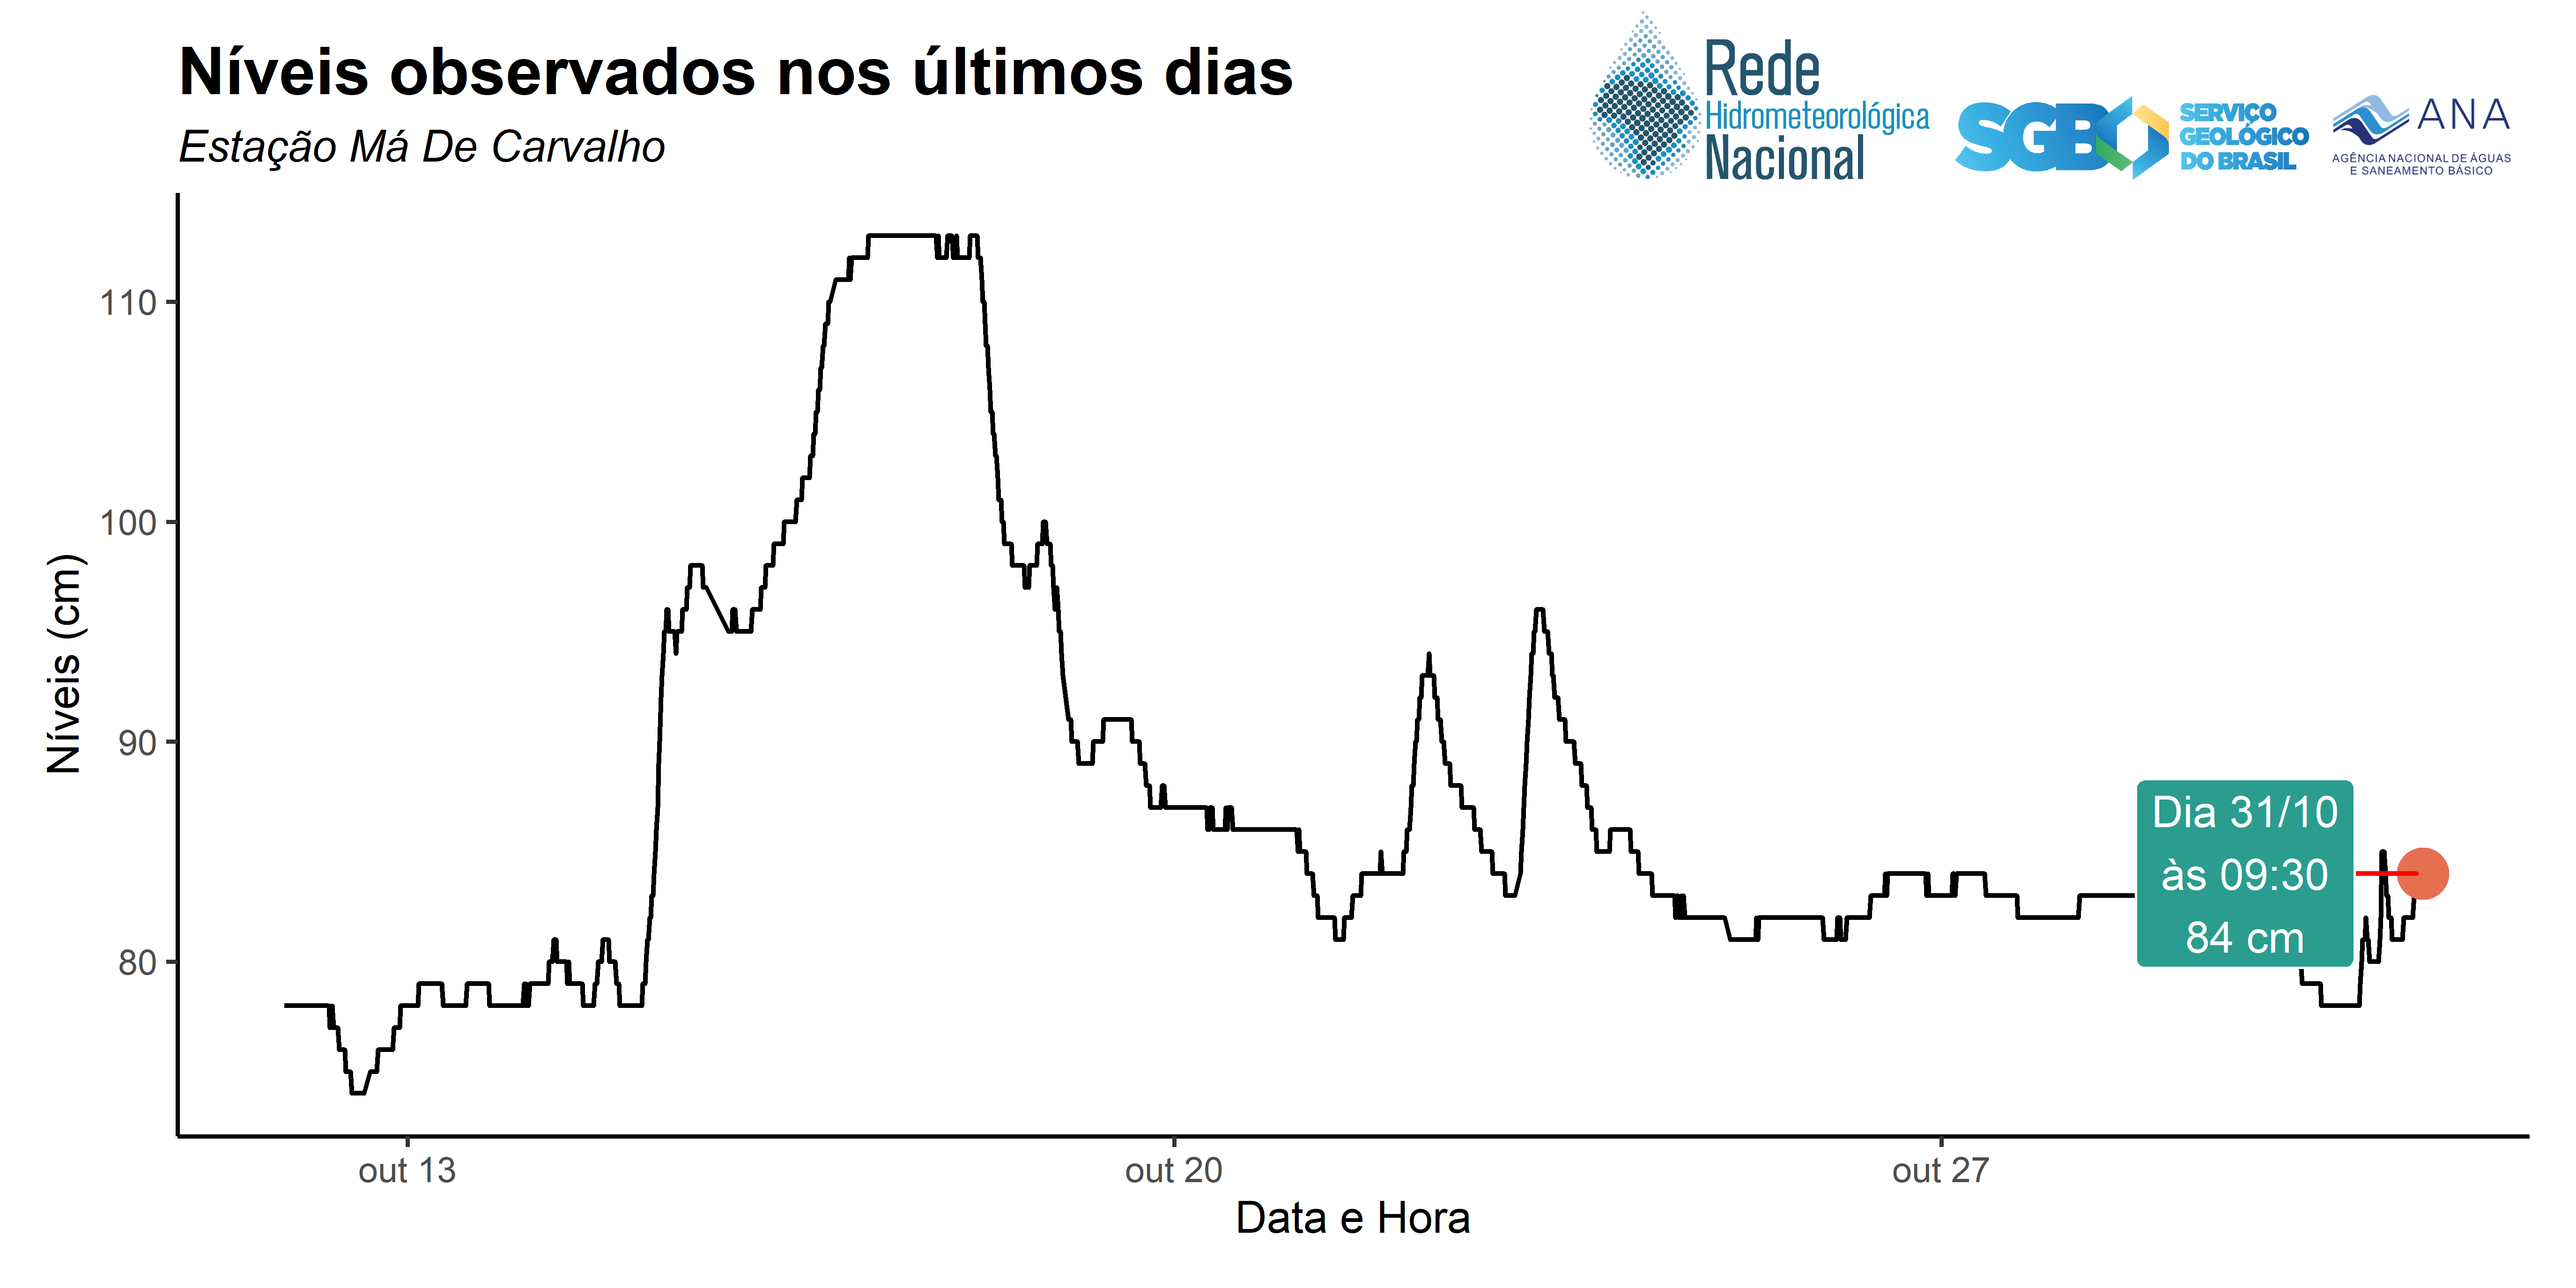 Níveis observados nos últimos dias
Estação Má De Carvalho
Rede
Hidrometeorológica
Nacional
SGB
SERVIÇO
GEOLÓGICO
DO BRASIL
ANA
AGÊNCIA NACIONAL DE ÁGUAS
E SANEAMENTO BÁSICO
Níveis (cm)
110
100
90
80
Dia 31/10
às 09:30
84 cm
out 13
out 20
out 27
Data e Hora